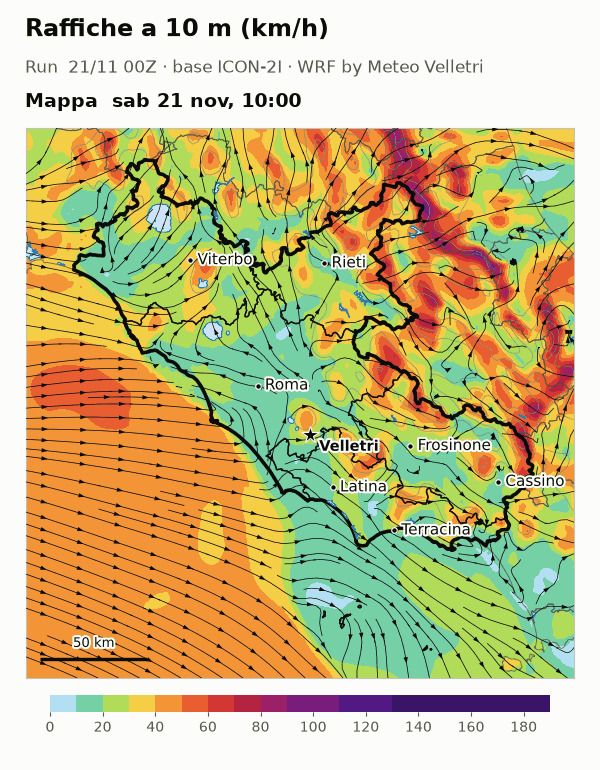 Raffiche a 10 m (km/h)
Run 21/11 00Z · base ICON-2I · WRF by Meteo Velletri
Mappa sab 21 nov, 10:00
Viterbo
Rieti
Roma
Velletri
Frosinone
Cassino
Latina
Terracina
50 km
0 20 40 60 80 100 120 140 160 180